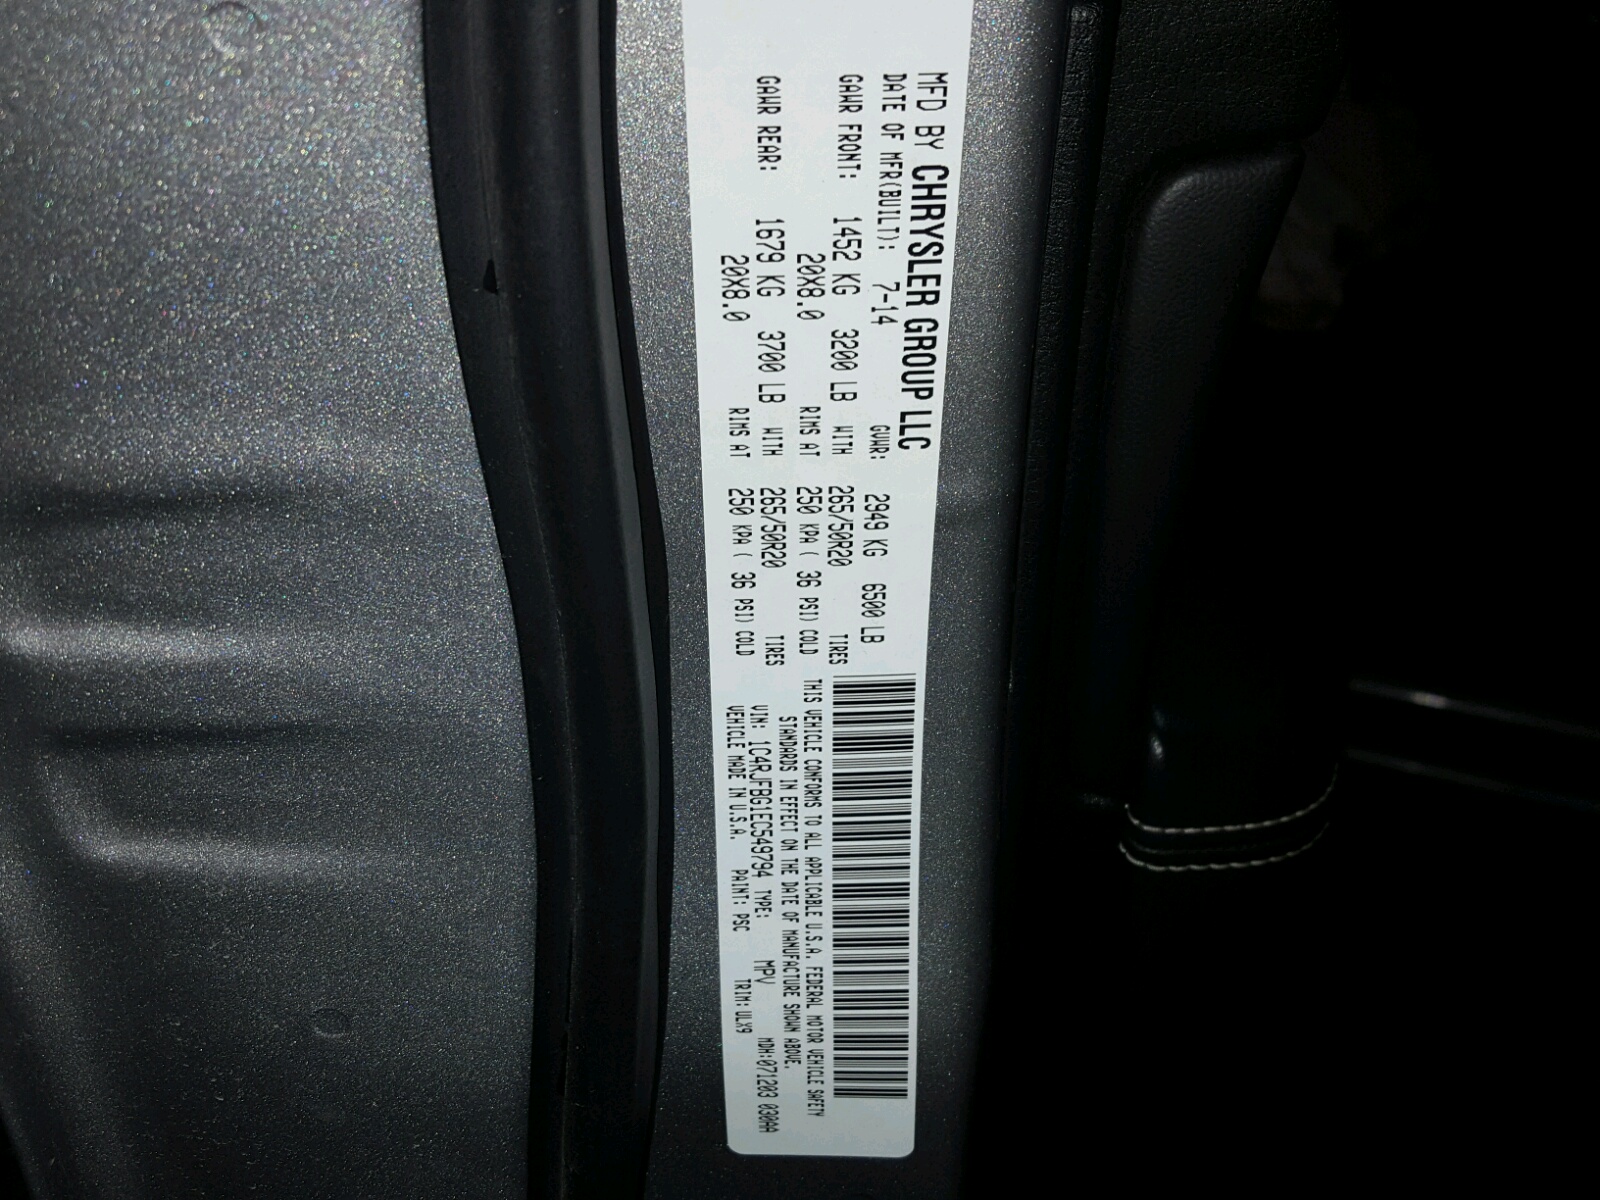 MFD BY CHRYSLER GROUP LLC
DATE OF MFR(BUILT): 7-14 GVWR: 2949 KG 6500 LB
GAWR FRONT: 1452 KG 3200 LB WITH 265/50R20 TIRES
20X8.0 RIMS AT 250 KPA ( 36 PSI) COLD
GAWR REAR: 1679 KG 3700 LB WITH 265/50R20 TIRES
20X8.0 RIMS AT 250 KPA ( 36 PSI) COLD
THIS VEHICLE CONFORMS TO ALL APPLICABLE U.S.A. FEDERAL MOTOR VEHICLE SAFETY
STANDARDS IN EFFECT ON THE DATE OF MANUFACTURE SHOWN ABOVE.
VIN: 1C4RJFBG1EC549794 TYPE: MPV MDH:071203 030AA
VEHICLE MADE IN U.S.A. PAINT: PSC TRIM: ULX9